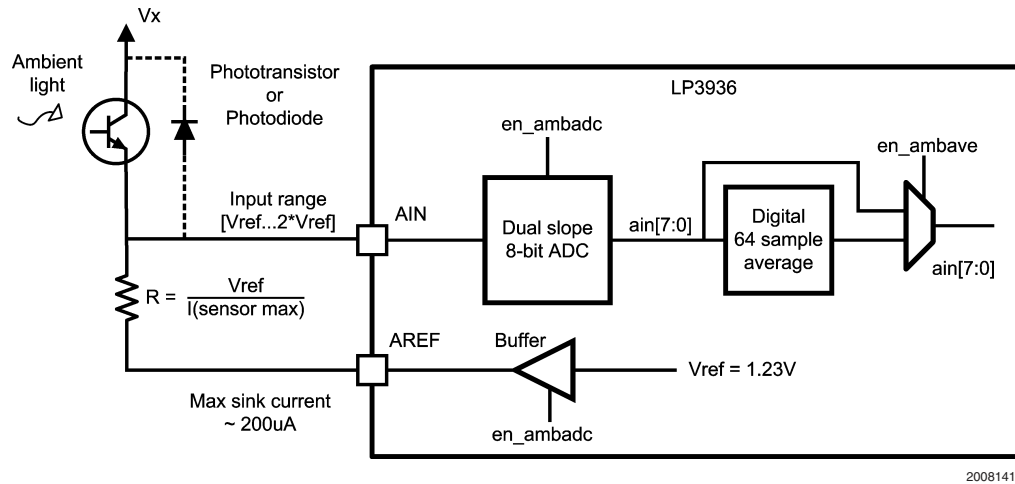 Vx
Ambient
light
Phototransistor
or
Photodiode
LP3936
en_ambadc
en_ambave
Input range
[Vref...2*Vref]
AIN
Dual slope
8-bit ADC
ain[7:0]
Digital
64 sample
average
ain[7:0]
R = Vref
I(sensor max)
AREF
Buffer
Vref = 1.23V
Max sink current
~ 200uA
en_ambadc
2008141